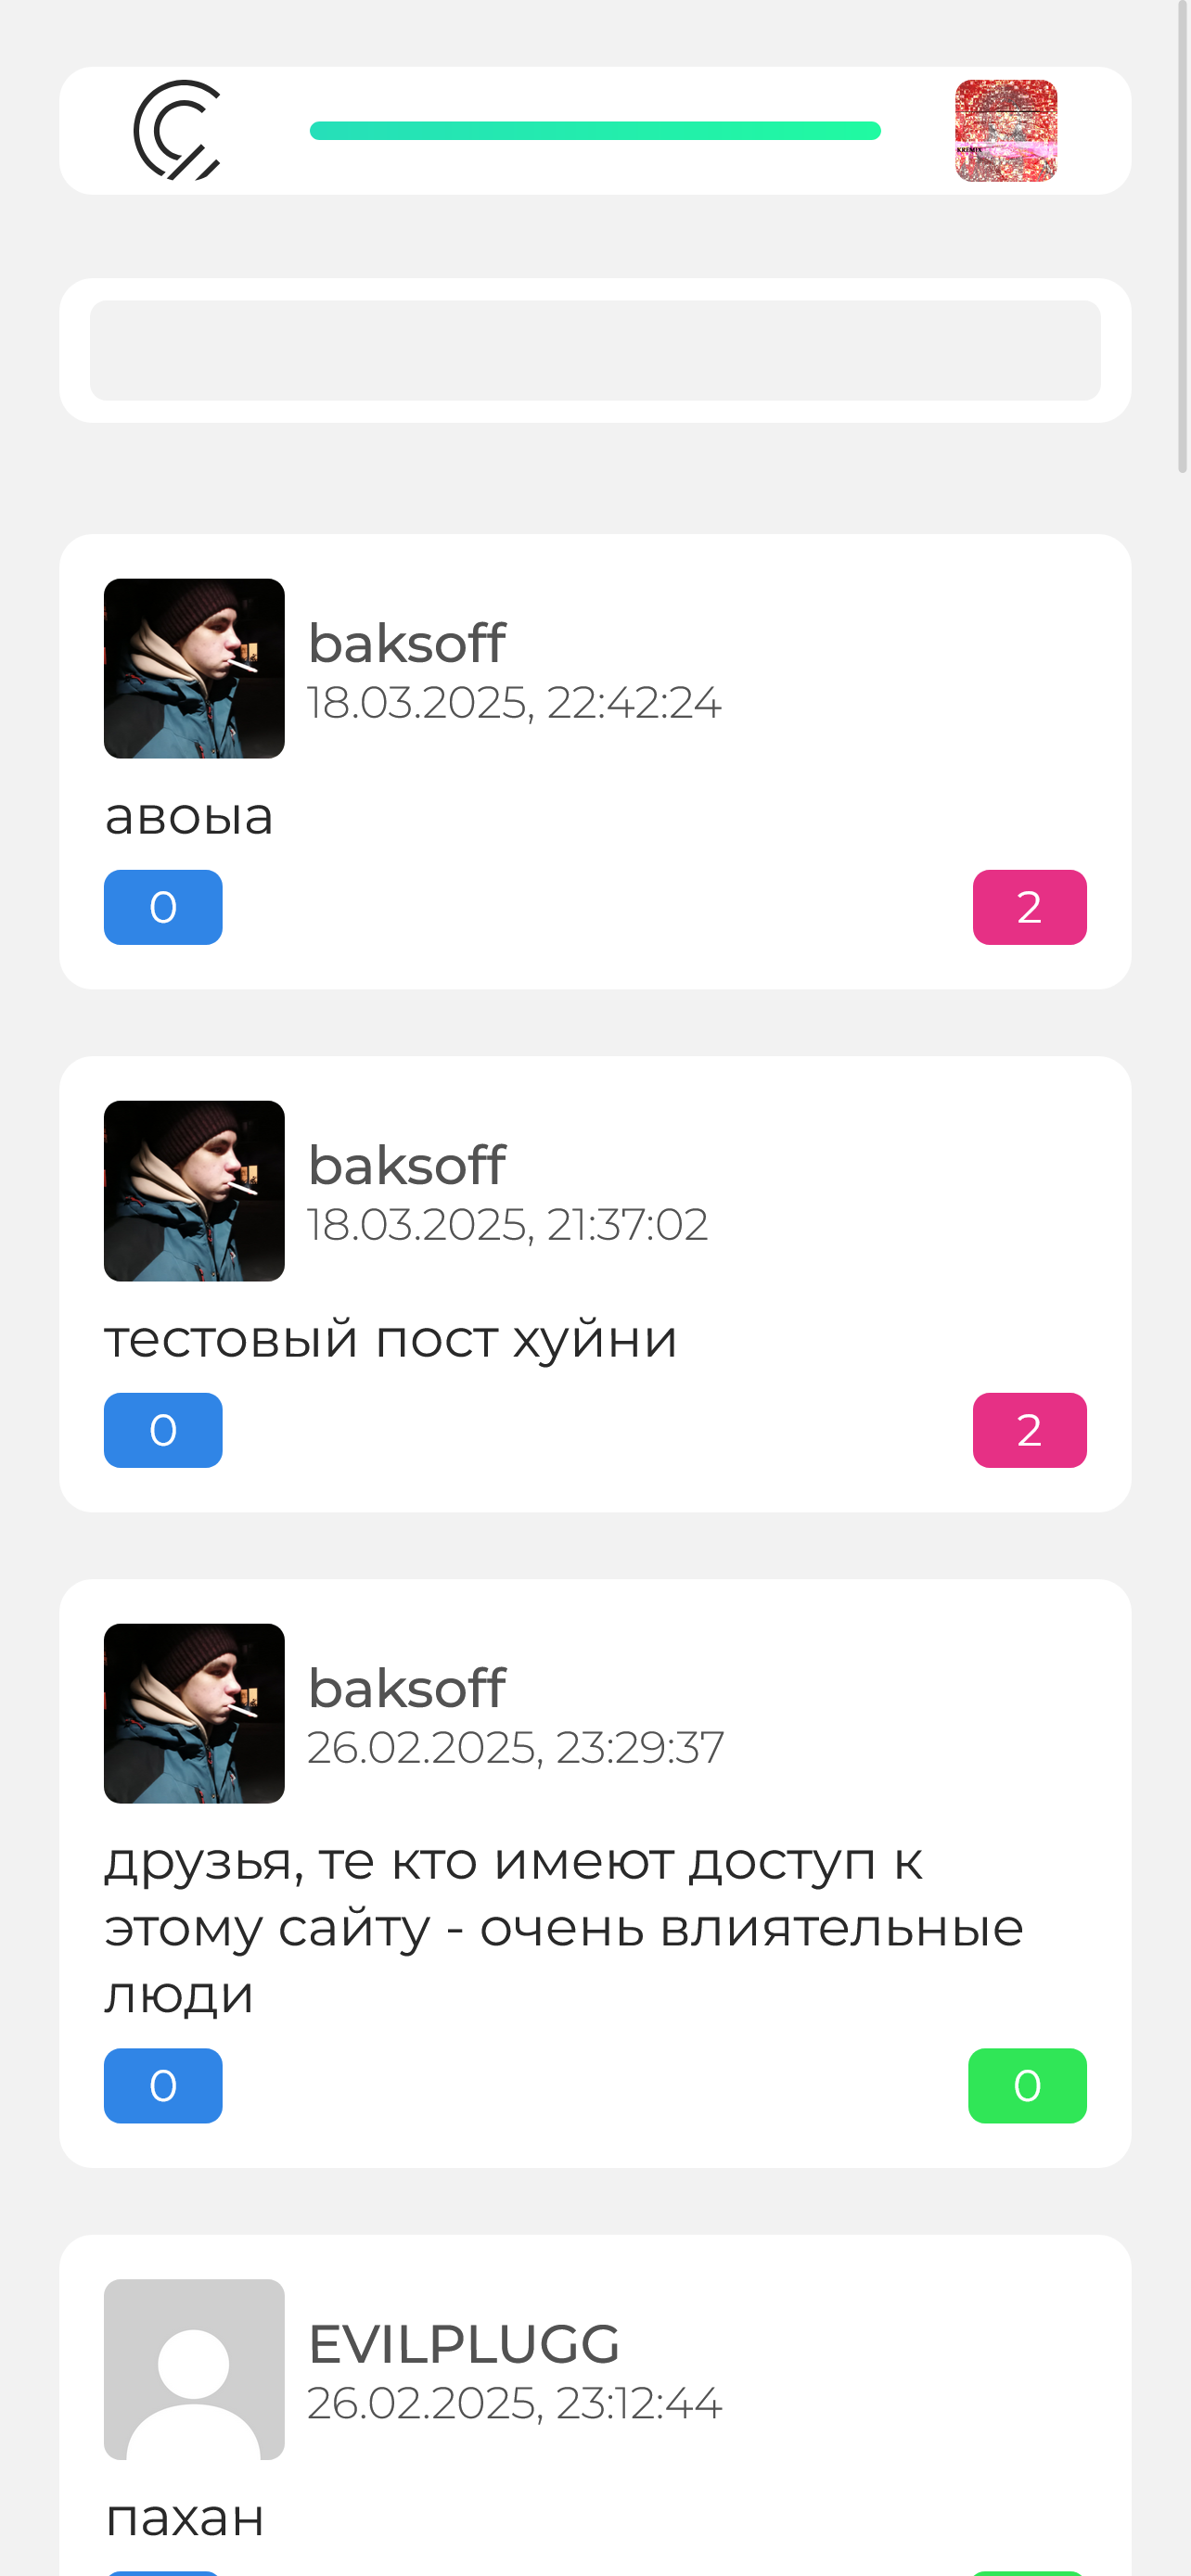 KRIMIX
baksoff
18.03.2025, 22:42:24
авоыа
0
2
baksoff
18.03.2025, 21:37:02
тестовый пост хуйни
0
2
baksoff
26.02.2025, 23:29:37
друзья, те кто имеют доступ к
этому сайту - очень влиятельные
люди
0
0
EVILPLUGG
26.02.2025, 23:12:44
пахан